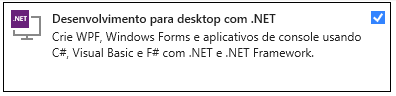 .NET
Desenvolvimento para desktop com .NET
Crie WPF, Windows Forms e aplicativos de console usando
C#, Visual Basic e F# com .NET e .NET Framework.